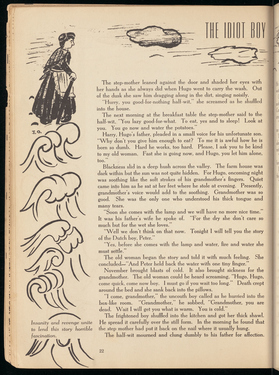 THE IDIOT BOY
The step-mother leaned against the door and shaded her eyes with
her hands as she always did when Hugo went to carry the wash. Out
of the dusk she saw him dragging along in the dirt, singing noisily.
"Harry, you good-for-nothing half-wit," she screamed as he shuffled
into the house.
The next morning at the breakfast table the step-mother said to the
half-wit, "You boy good-for-what. To eat, yes and to sleep! Look at
you. You go now and water the potatoes.
Harry, Hugo's father, pleaded in a small voice for his unfortunate son.
"Why don't you give him enough to eat? To me it is awful how he is
here so dumb. Hard he works, too hard. Please, I ask you to be kind
to my old woman. Fast she is going now, and Hugo, yet let him alone,
too."
Blackness slid in a deep hush across the valley. The farm house was
dark within but the sun was not quite hidden. For Hugo, oncoming night
was nothing like the soft strokes of his grandmother's fingers. Quiet
came into him as he sat at her feet where he stole at evening. Presently,
grandmother's voice would add to the soothing. Grandmother was so
good. She was the only one who understood his thick tongue and
many tears.
"Soon she comes with the lamp and we will have no more nice time."
It was his father's wife he spoke of. "For the dry she don't care so
much but for the wet she loves."
"Well we don't think on that now. Tonight I will tell you the story
of the Dutch boy, Peter."
"Yes, before she comes with the lamp and water, fire and water she
must settle."
The old woman began the story and told it with much feeling. She
concluded—"And Peter held back the water with one tiny finger."
November brought blasts of cold. It also brought sickness for the
grandmother. The old woman could be heard screaming, "Hugo, Hugo,
come quick, come now boy. I must go if you wait too long." Death crept
around the bed and she sunk back into the pillows.
"I come, grandmother," the uncouth boy called as he bursted into the
box-like room. "Grandmother," he sobbed, "Grandmother, you are
dead. Wait I will get you what is warm. You is cold."
The frightened boy shuffled into the kitchen and got her thick shawl.
He spread it carefully over the still form. In the morning he found that
the step-mother had put it back on the nail where it usually hung.
The half-wit mourned and clung dumbly to his father for affection.
Insanity and revenge unite
to lend this story horrible
fascination.
22